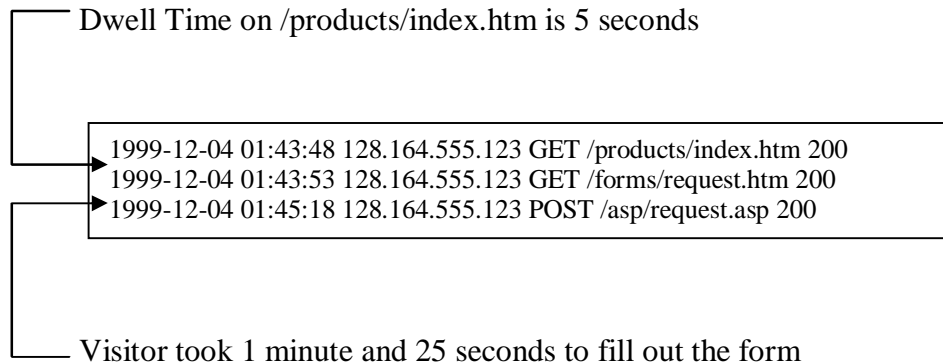 Dwell Time on /products/index.htm is 5 seconds
1999-12-04 01:43:48 128.164.555.123 GET /products/index.htm 200
1999-12-04 01:43:53 128.164.555.123 GET /forms/request.htm 200
1999-12-04 01:45:18 128.164.555.123 POST /asp/request.asp 200
Visitor took 1 minute and 25 seconds to fill out the form